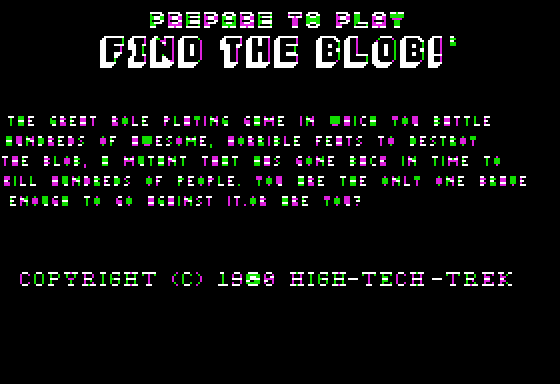 PREPARE TO PLAY
FIND THE BLOB!
THE GREAT ROLE PLAYING GAME IN WHICH YOU BATTLE
HUNDREDS OF AWESOME, HORRIBLE FEATS TO DESTROY
THE BLOB, A MUTANT THAT HAS GONE BACK IN TIME TO
KILL HUNDREDS OF PEOPLE. YOU ARE THE ONLY ONE BRAVE
ENOUGH TO GO AGAINST IT.OR ARE YOU?
COPYRIGHT (C) 1980 HIGH-TECH-TREK